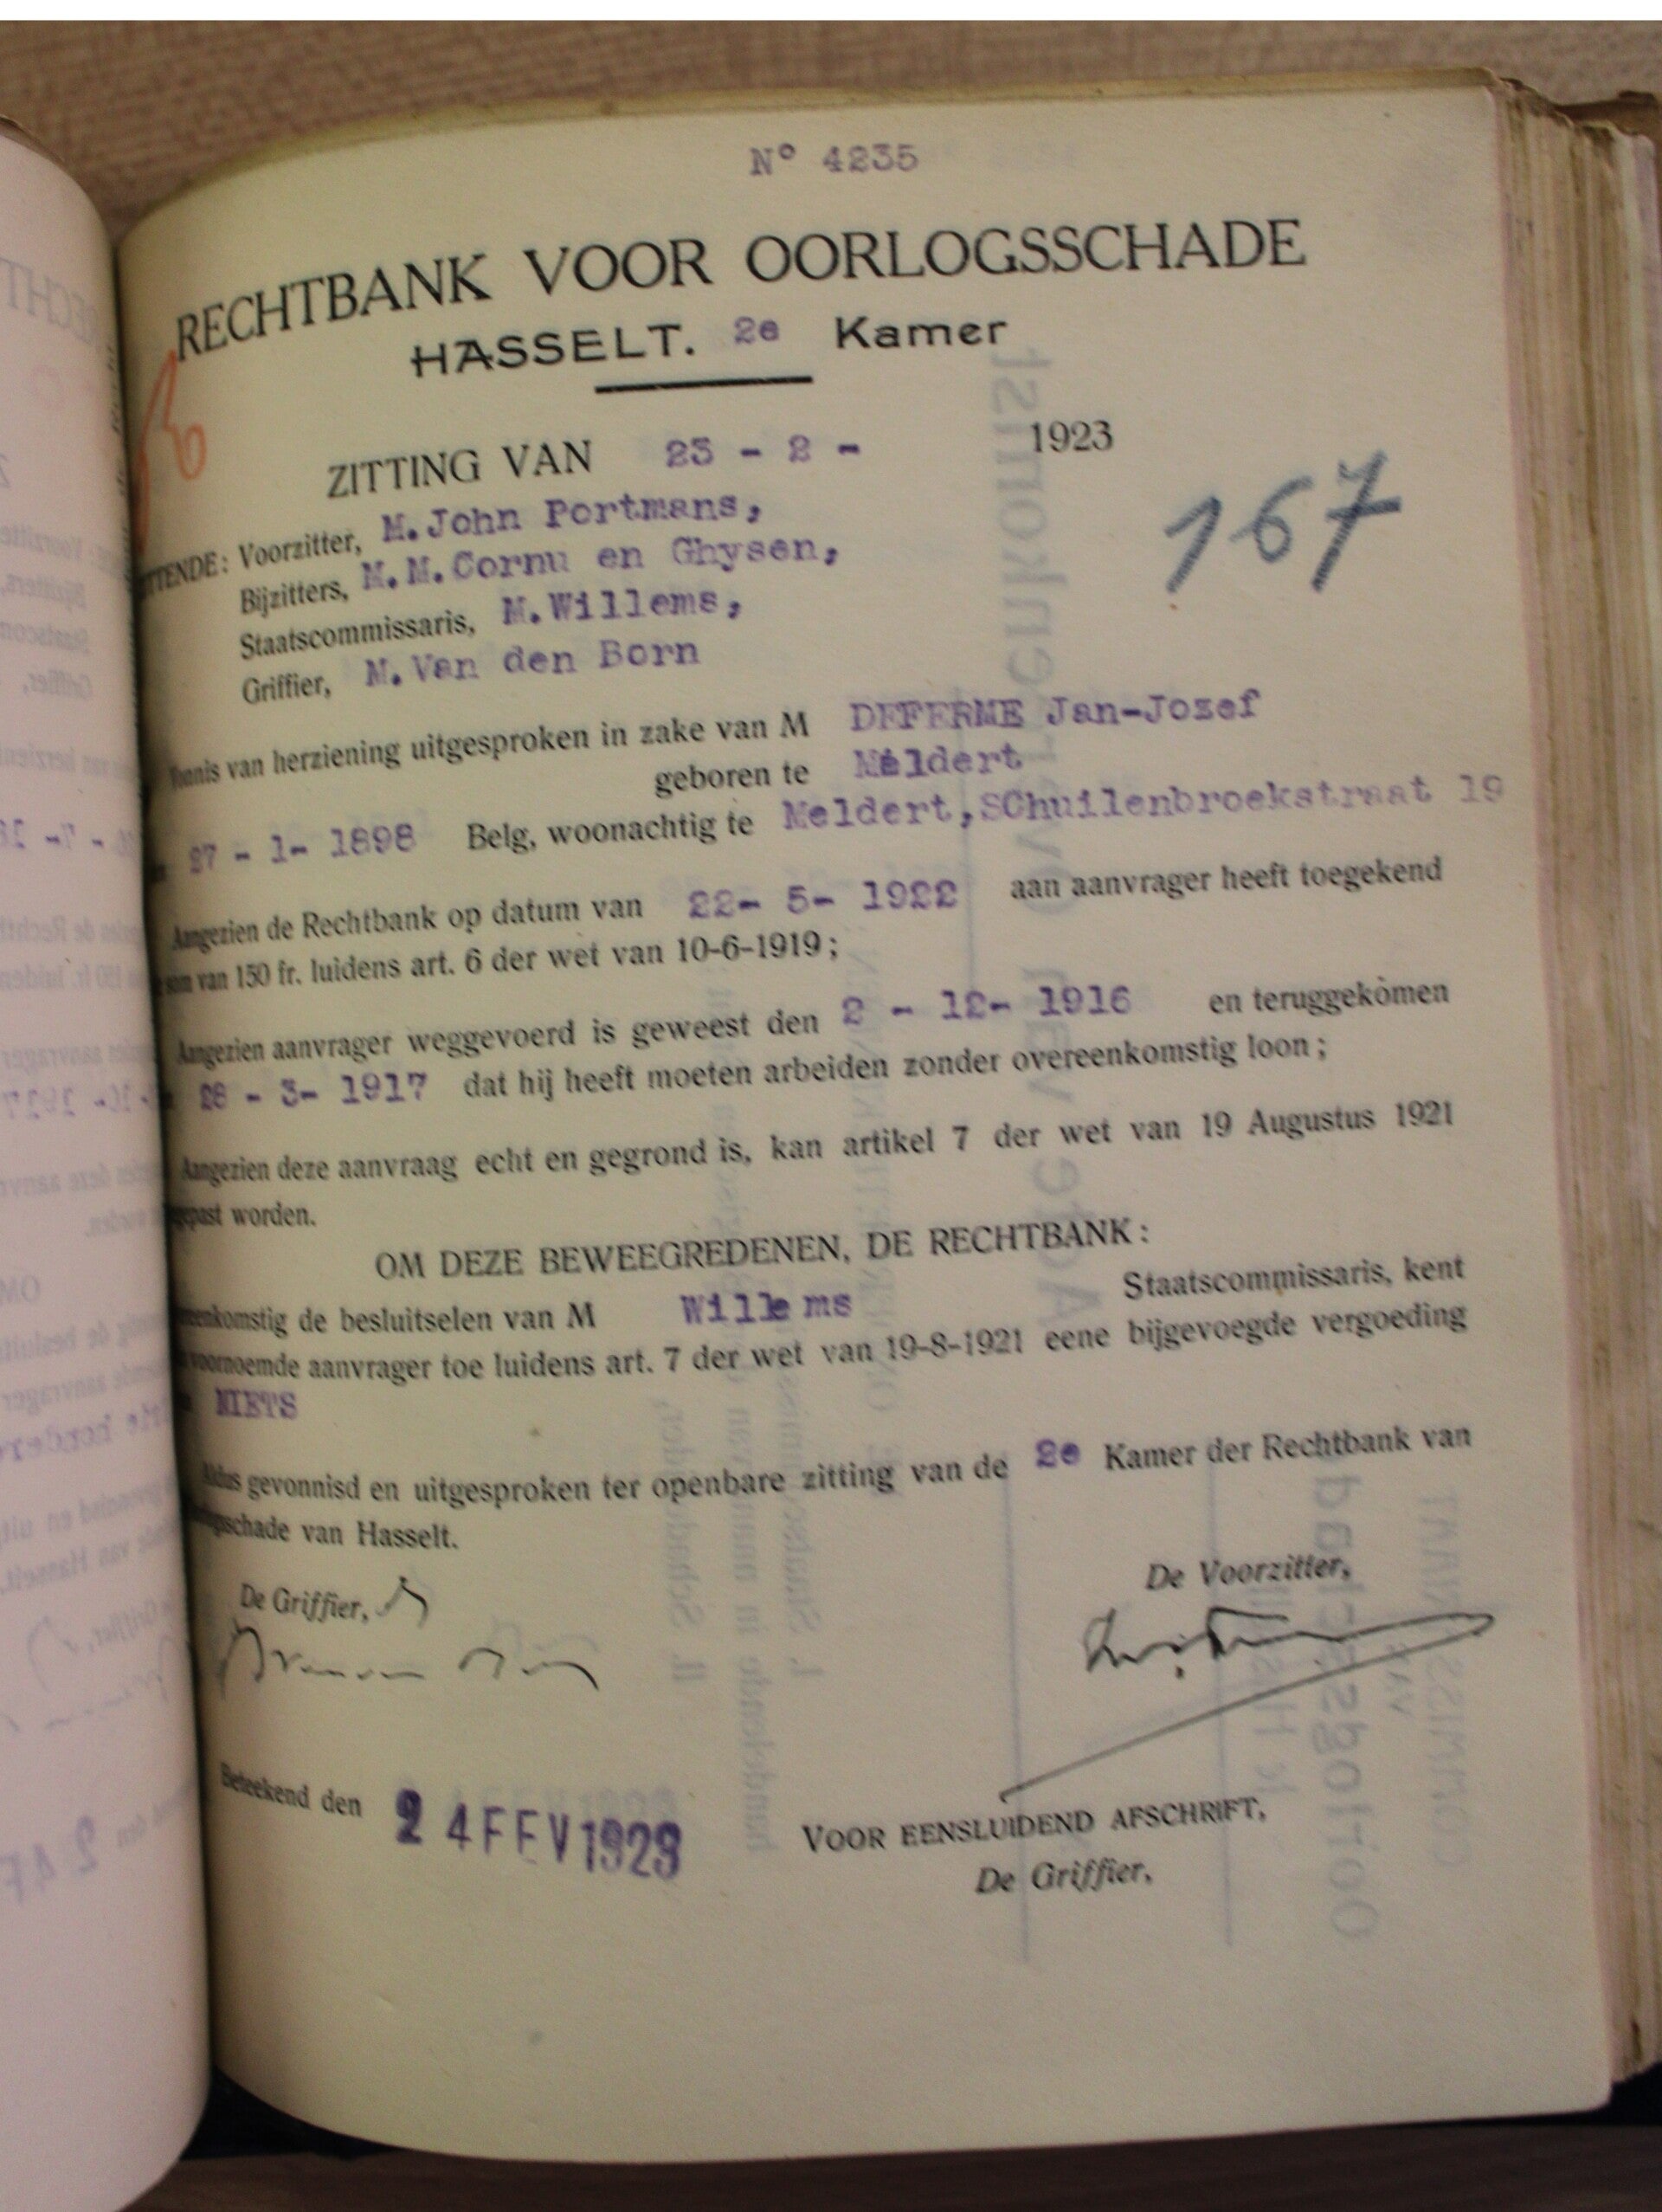 Nº 4235
RECHTBANK VOOR OORLOGSSCHADE
HASSELT. 2e Kamer
ZITTING VAN 23 - 2 - 1923
167
TTENDE: Voorzitter, M. John Portmans,
Bijzitters, M.M. Cornu en Ghysen,
Staatscommissaris, M. Willems,
Griffier, M. Van den Born
van herziening uitgesproken in zake van M DEFERME Jan-Jozef
geboren te Meldert
27 - 1- 1898 Belg, woonachtig te Meldert, SChuilenbroekstraat 19
Aangezien de Rechtbank op datum van 22- 5- 1922 aan aanvrager heeft toegekend
som van 150 fr. luidens art. 6 der wet van 10-6-1919;
Aangezien aanvrager weggevoerd is geweest den 2 - 12- 1916 en teruggekomen
28 - 3- 1917 dat hij heeft moeten arbeiden zonder overeenkomstig loon;
Aangezien deze aanvraag echt en gegrond is, kan artikel 7 der wet van 19 Augustus 1921
gepast worden.
OM DEZE BEWEEGREDENEN, DE RECHTBANK:
eenkomstig de besluitselen van M Willems Staatscommissaris, kent
voornoemde aanvrager toe luidens art. 7 der wet van 19-8-1921 eene bijgevoegde vergoeding
NIETS
Aldus gevonnisd en uitgesproken ter openbare zitting van de 2e Kamer der Rechtbank van
schade van Hasselt.
De Griffier,
De Voorzitter,
Beteekend den 24 FEV 1923
VOOR EENSLUIDEND AFSCHRIFT,
De Griffier,